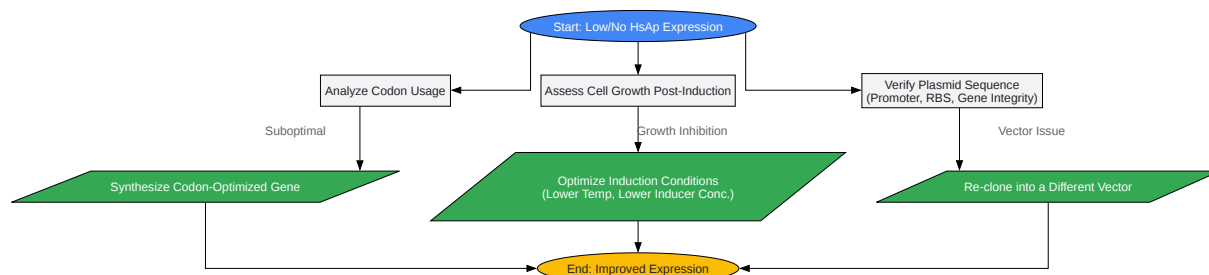 Start: Low/No HsAp Expression
Analyze Codon Usage
Assess Cell Growth Post-Induction
Verify Plasmid Sequence
(Promoter, RBS, Gene Integrity)
Suboptimal
Growth Inhibition
Vector Issue
Synthesize Codon-Optimized Gene
Optimize Induction Conditions
(Lower Temp, Lower Inducer Conc.)
Re-clone into a Different Vector
End: Improved Expression